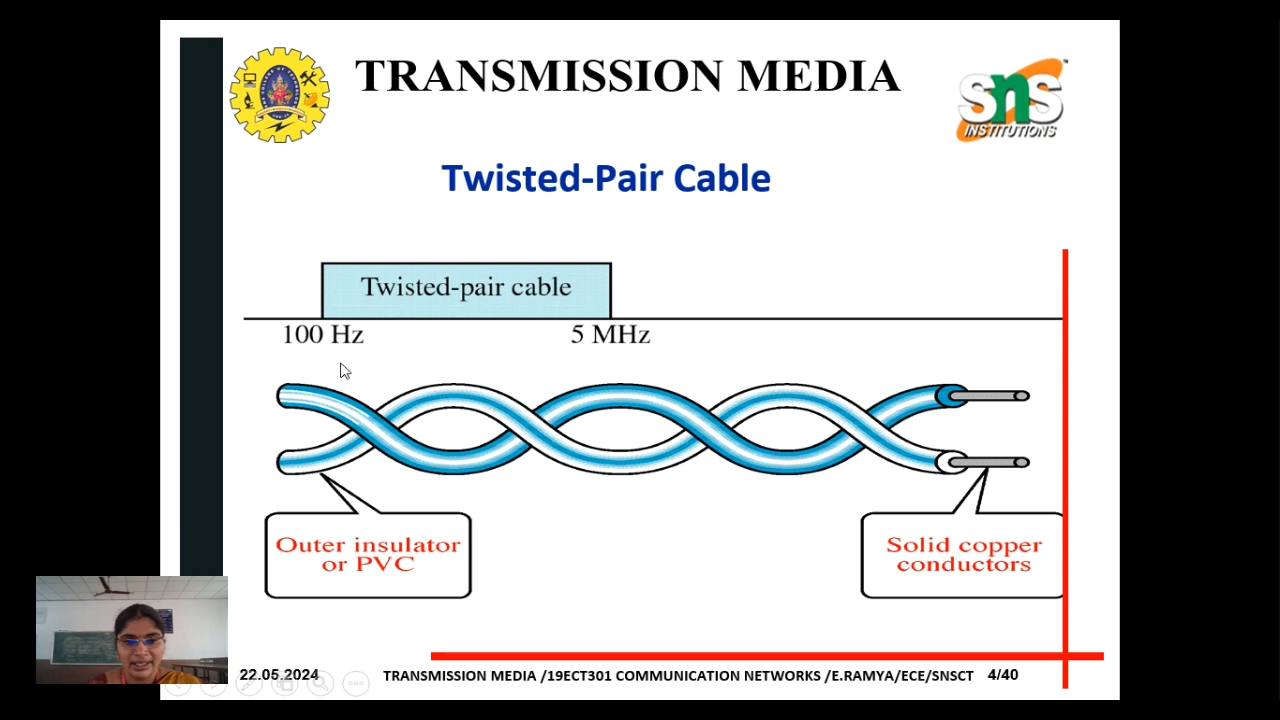 TRANSMISSION MEDIA
SNS
INSTITUTIONS
Twisted-Pair Cable
Twisted-pair cable
100 Hz
5 MHz
Outer insulator
or PVC
Solid copper
conductors
22.05.2024
TRANSMISSION MEDIA /19ECT301 COMMUNICATION NETWORKS /E.RAMYA/ECE/SNSCT
4/40